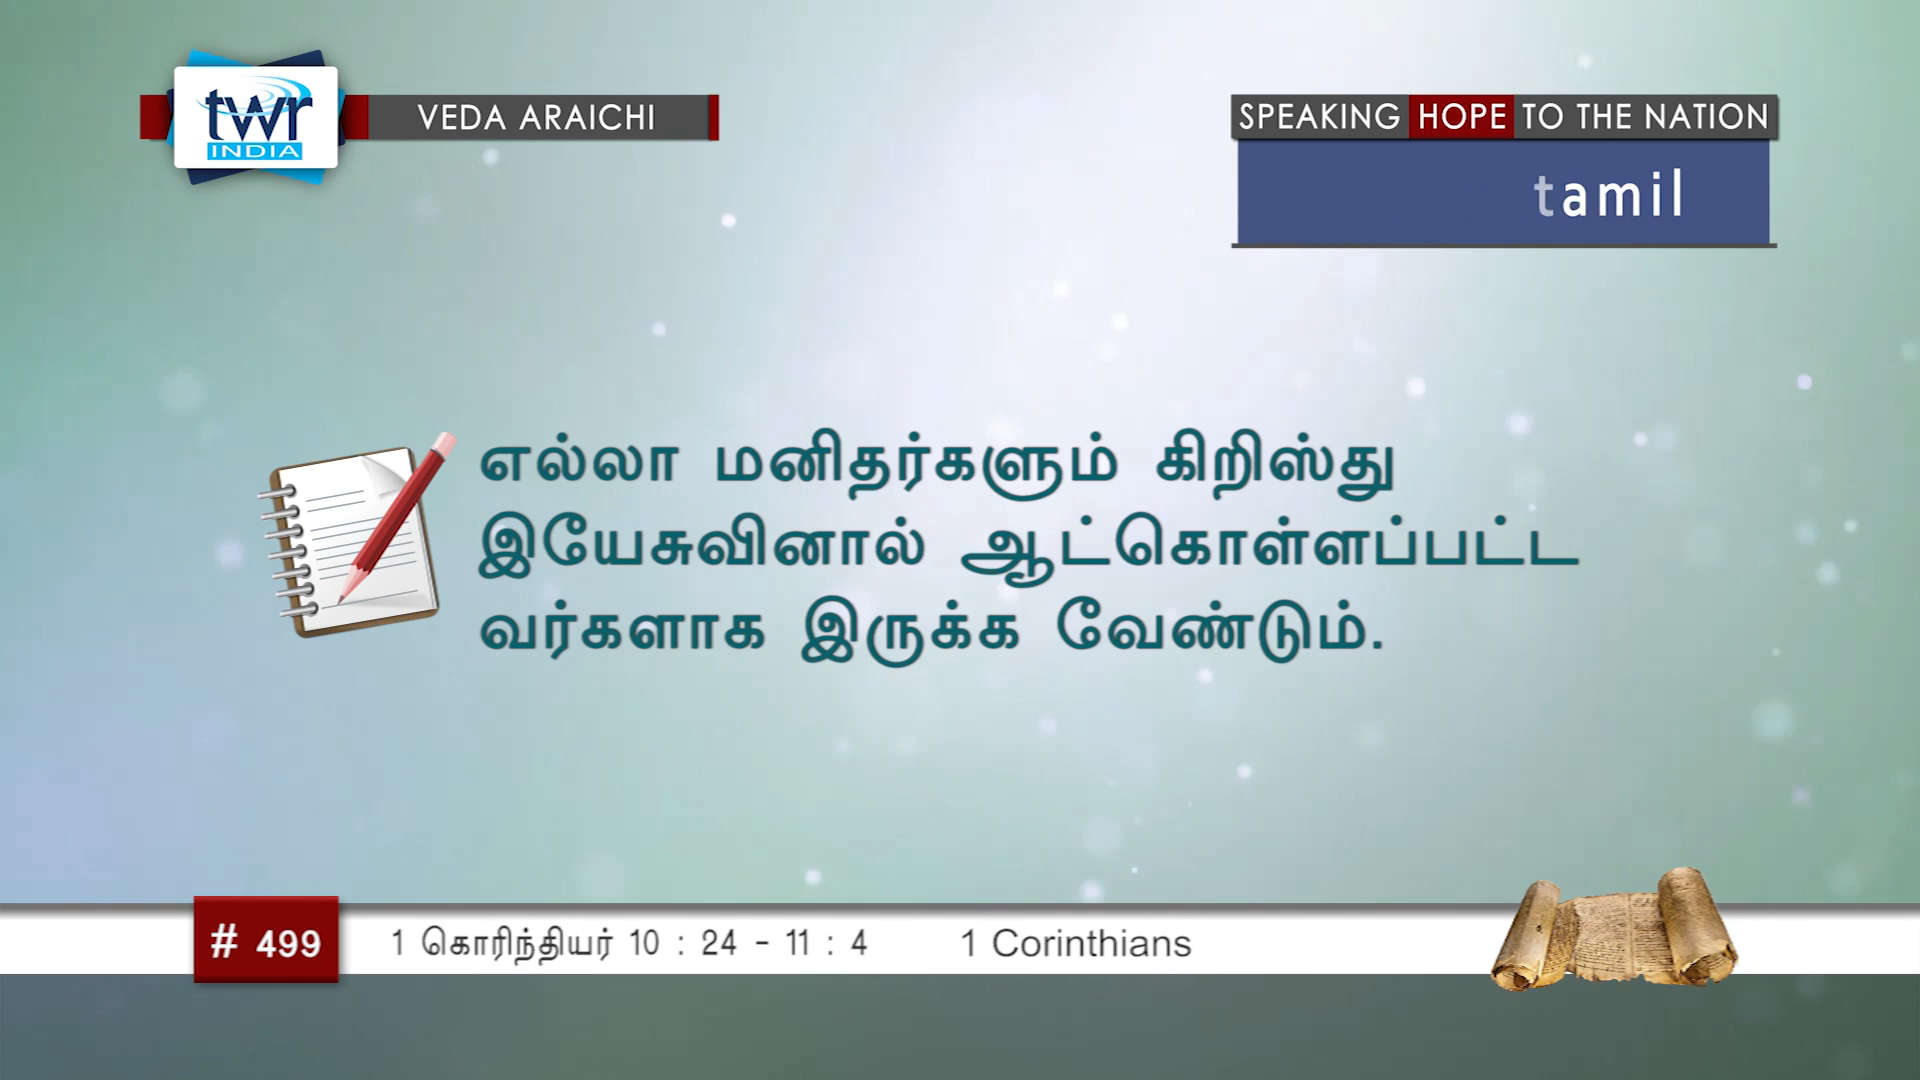 twr
INDIA
VEDA ARAICHI
SPEAKING HOPE TO THE NATION
tamil
எல்லா மனிதர்களும் கிறிஸ்து
இயேசுவினால் ஆட்கொள்ளப்பட்ட
வர்களாக இருக்க வேண்டும்.
# 499
1 கொரிந்தியர் 10 : 24 - 11 : 4
1 Corinthians